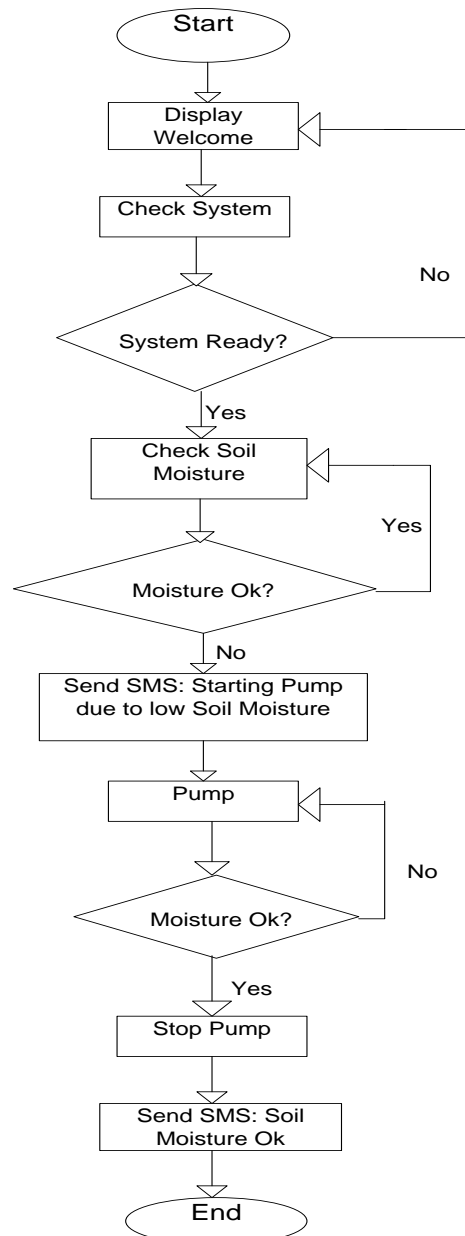 Start
Display
Welcome
Check System
No
System Ready?
Yes
Check Soil
Moisture
Yes
Moisture Ok?
No
Send SMS: Starting Pump
due to low Soil Moisture
Pump
No
Moisture Ok?
Yes
Stop Pump
Send SMS: Soil
Moisture Ok
End